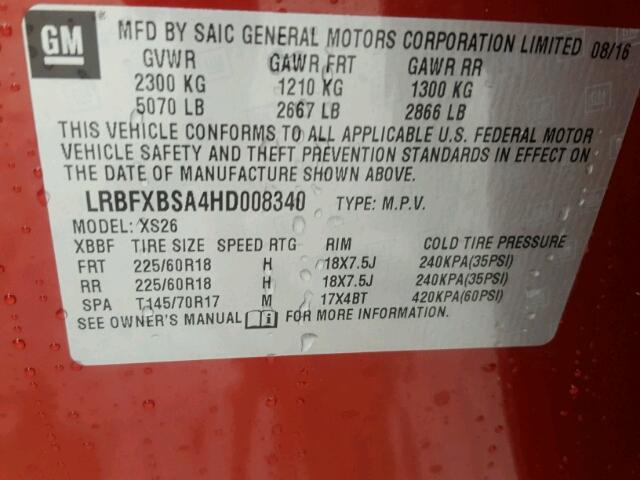 GM
MFD BY SAIC GENERAL MOTORS CORPORATION LIMITED 08/16
GVWR GAWR FRT GAWR RR
2300 KG 1210 KG 1300 KG
5070 LB 2667 LB 2866 LB
THIS VEHICLE CONFORMS TO ALL APPLICABLE U.S. FEDERAL MOTOR
VEHICLE SAFETY AND THEFT PREVENTION STANDARDS IN EFFECT ON
THE DATE OF MANUFACTURE SHOWN ABOVE.
LRBFXBSA4HD008340 TYPE: M.P.V.
MODEL: XS26
XBBF TIRE SIZE SPEED RTG RIM COLD TIRE PRESSURE
FRT 225/60R18 H 18X7.5J 240KPA(35PSI)
RR 225/60R18 H 18X7.5J 240KPA(35PSI)
SPA T145/70R17 M 17X4BT 420KPA(60PSI)
SEE OWNER'S MANUAL FOR MORE INFORMATION.